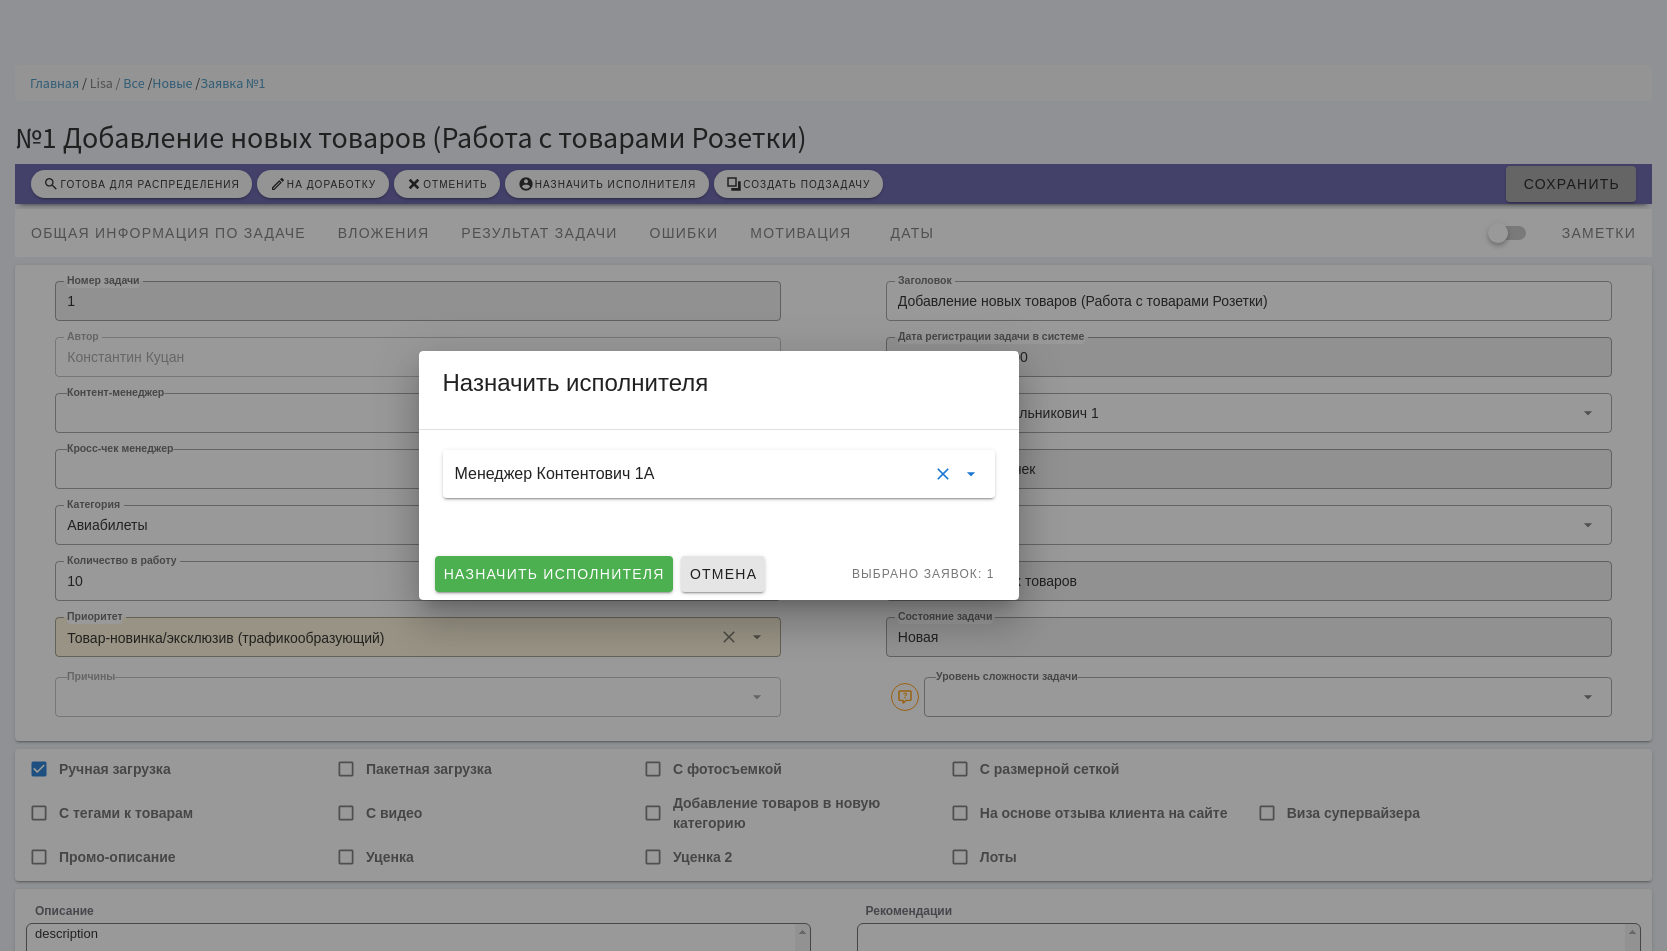 Главная / Lisa / Все /Новые /Заявка №1
№1 Добавление новых товаров (Работа с товарами Розетки)
ГОТОВА ДЛЯ РАСПРЕДЕЛЕНИЯ НА ДОРАБОТКУ ОТМЕНИТЬ НАЗНАЧИТЬ ИСПОЛНИТЕЛЯ СОЗДАТЬ ПОДЗАДАЧУ СОХРАНИТЬ
ОБЩАЯ ИНФОРМАЦИЯ ПО ЗАДАЧЕ ВЛОЖЕНИЯ РЕЗУЛЬТАТ ЗАДАЧИ ОШИБКИ МОТИВАЦИЯ ДАТЫ ЗАМЕТКИ
Номер задачи Заголовок
1 Добавление новых товаров (Работа с товарами Розетки)
Автор Дата регистрации задачи в системе
Константин Куцан 0
Назначить исполнителя
Контент-менеджер
льникович 1
Кросс-чек менеджер
Менеджер Контентович 1А
чек
Категория
Авиабилеты
Количество в работу
НАЗНАЧИТЬ ИСПОЛНИТЕЛЯ ОТМЕНА ВЫБРАНО ЗАЯВОК: 1
10 х товаров
Приоритет Состояние задачи
Товар-новинка/эксклюзив (трафикообразующий) Новая
Причины Уровень сложности задачи
Ручная загрузка Пакетная загрузка С фотосъемкой С размерной сеткой
С тегами к товарам С видео Добавление товаров в новую На основе отзыва клиента на сайте Виза супервайзера
категорию
Промо-описание Уценка Уценка 2 Лоты
Описание Рекомендации
description